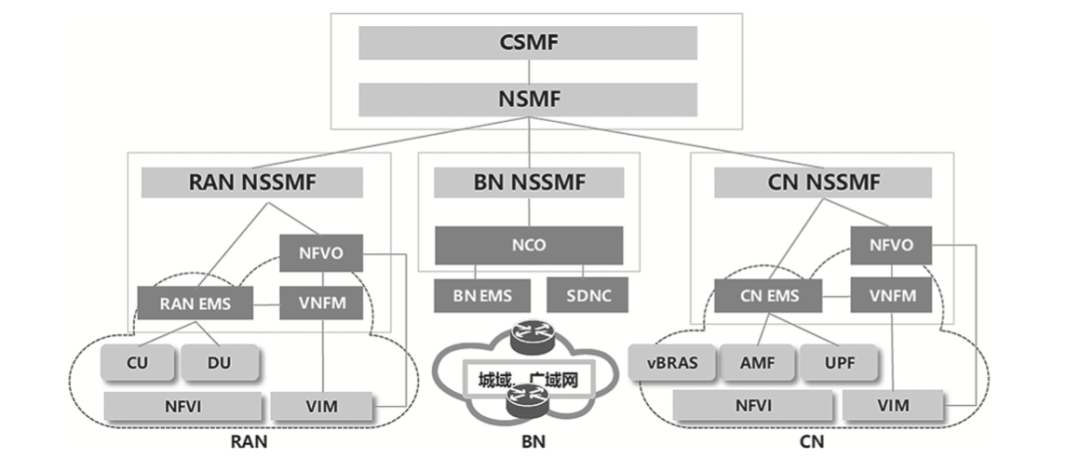 CSMF
NSMF
RAN NSSMF
BN NSSMF
CN NSSMF
NFVO
NCO
NFVO
RAN EMS
VNFM
BN EMS
SDNC
CN EMS
VNFM
CU
DU
城域、广域网
vBRAS
AMF
UPF
NFVI
VIM
NFVI
VIM
RAN
BN
CN